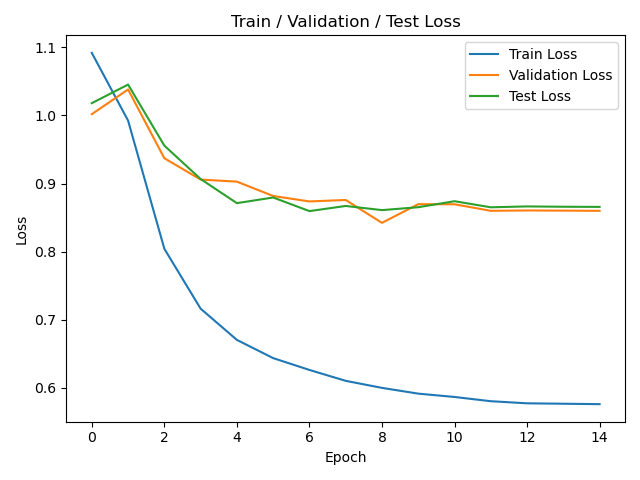 Train / Validation / Test Loss
Train Loss
Validation Loss
Test Loss
Loss
1.1
1.0
0.9
0.8
0.7
0.6
0 2 4 6 8 10 12 14
Epoch